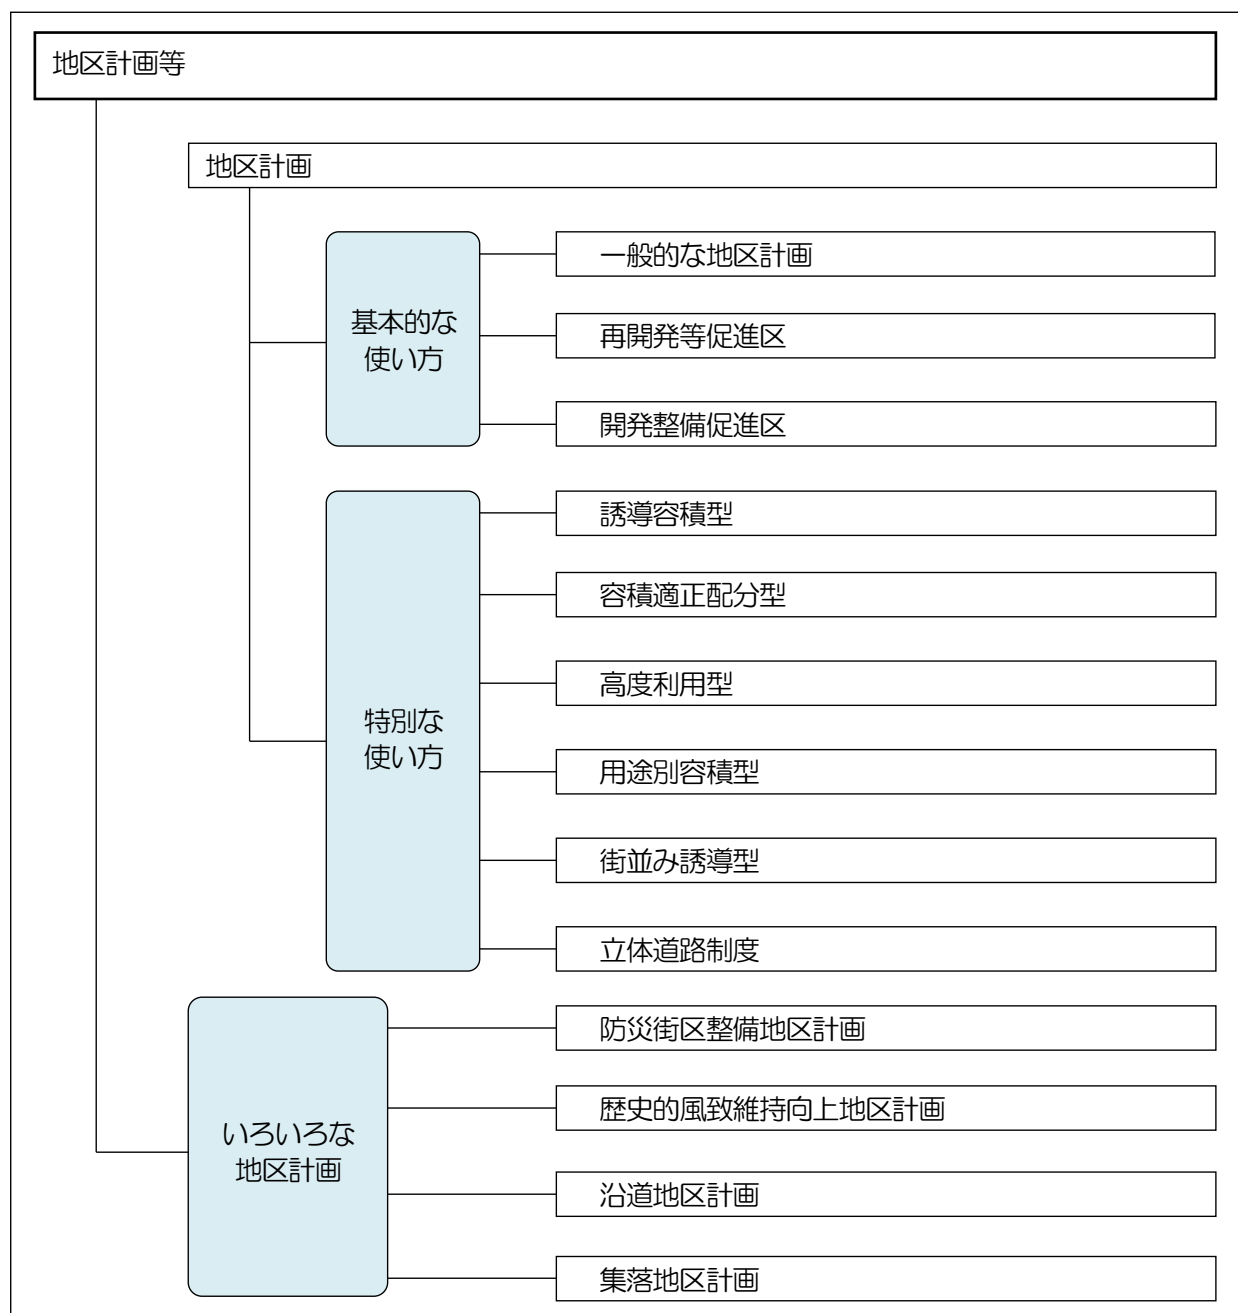 地区計画等
地区計画
基本的な
使い方
一般的な地区計画
再開発等促進区
開発整備促進区
特別な
使い方
誘導容積型
容積適正配分型
高度利用型
用途別容積型
街並み誘導型
立体道路制度
いろいろな
地区計画
防災街区整備地区計画
歴史的風致維持向上地区計画
沿道地区計画
集落地区計画